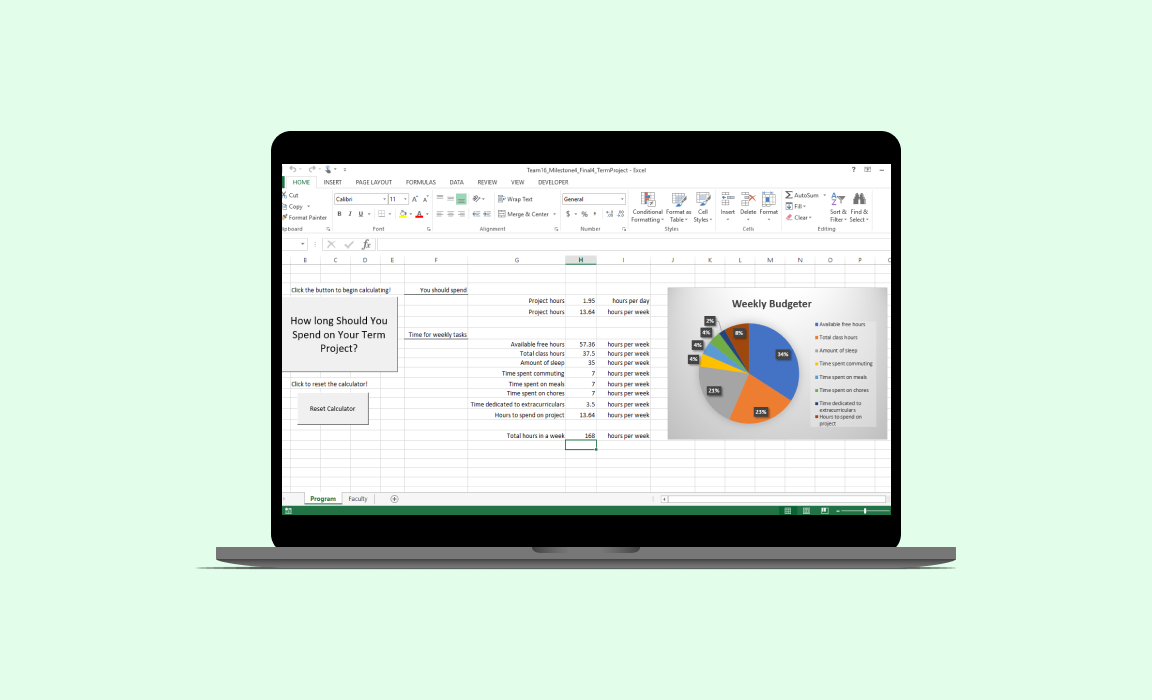 Team16_Milestone4_Final4_TermProject - Excel
?
HOME INSERT PAGE LAYOUT FORMULAS DATA REVIEW VIEW DEVELOPER
Cut
Copy
Format Painter
lipboard
Calibri 11 A A
B I U A
Font
Wrap Text
Merge & Center
Alignment
General
$ % ,
Number
Conditional Formatting
Format as Table
Cell Styles
Styles
Insert Delete Format
Cells
AutoSum
Fill
Clear
Sort & Filter
Find & Select
Editing
fx
B C D E F G H I J K L M N O P
Click the button to begin calculating!
You should spend
Project hours 1.95 hours per day
Project hours 13.64 hours per week
How long Should You
Spend on Your Term
Project?
Time for weekly tasks
Available free hours 57.36 hours per week
Total class hours 37.5 hours per week
Amount of sleep 35 hours per week
Time spent commuting 7 hours per week
Time spent on meals 7 hours per week
Time spent on chores 7 hours per week
Time dedicated to extracurriculars 3.5 hours per week
Hours to spend on project 13.64 hours per week
Total hours in a week 168 hours per week
Click to reset the calculator!
Reset Calculator
Weekly Budgeter
34%
23%
23%
4%
4%
4%
2%
8%
Available free hours
Total class hours
Amount of sleep
Time spent commuting
Time spent on meals
Time spent on chores
Time dedicated to
extracurriculars
Hours to spend on
project
Program Faculty